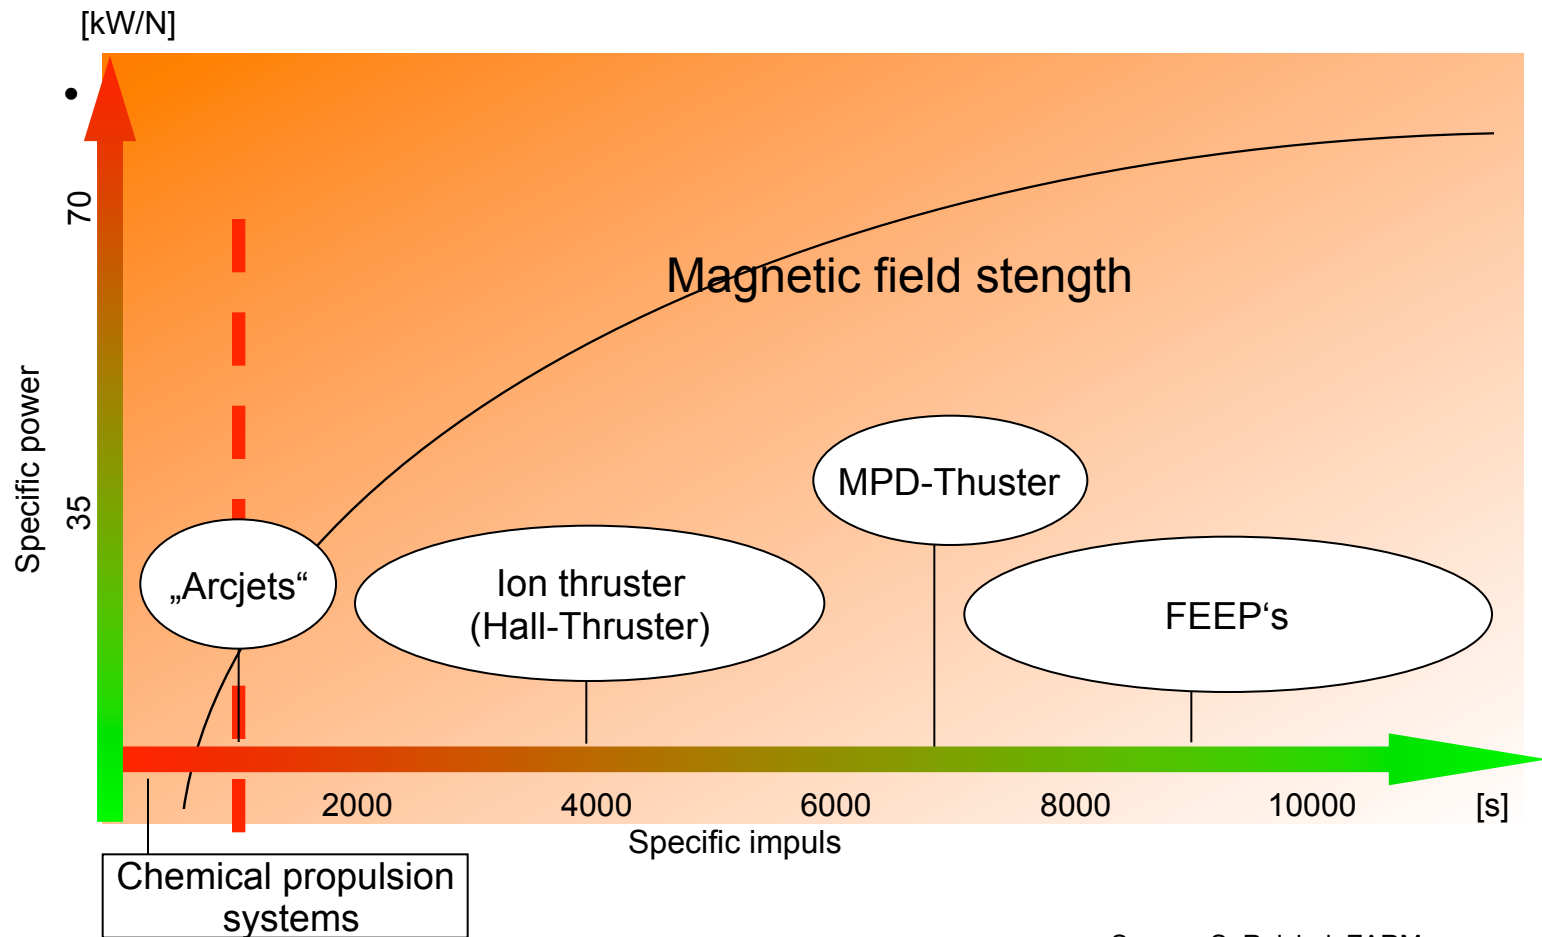 [kW/N]
•
70
Magnetic field stength
Specific power
35
MPD-Thuster
„Arcjets“
Ion thruster
(Hall-Thruster)
FEEP‘s
2000 4000 6000 8000 10000 [s]
Specific impuls
Chemical propulsion
systems